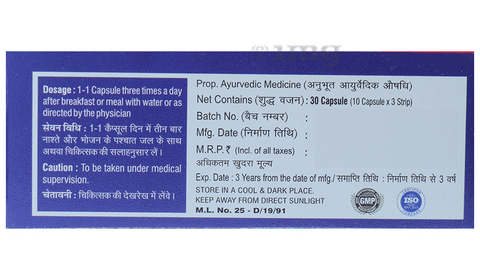 Dosage : 1-1 Capsule three times a day
after breakfast or meal with water or as
directed by the physician
सेवन विधि : 1-1 कैप्सूल दिन में तीन बार
नाश्ते और भोजन के पश्चात जल के साथ
अथवा चिकित्सक की सलाहनुसार लें।
Caution : To be taken under medical
supervision.
चेतावनी : चिकित्सक की देखरेख में लेवें।
Prop. Ayurvedic Medicine (अनुभूत आयुर्वेदिक औषधि)
Net Contains (शुद्ध वजन) : 30 Capsule (10 Capsule x 3 Strip)
Batch No. (बैच नम्बर) :
Mfg. Date (निर्माण तिथि) :
M.R.P. ₹ (Incl. of all taxes) :
अधिकतम खुदरा मूल्य
Exp. Date : 3 Years from the date of mfg./ समाप्ति तिथि : निर्माण तिथि से 3 वर्ष
STORE IN A COOL & DARK PLACE.
KEEP AWAY FROM DIRECT SUNLIGHT
M.L. No. 25 - D/19/91
GMP
ISO